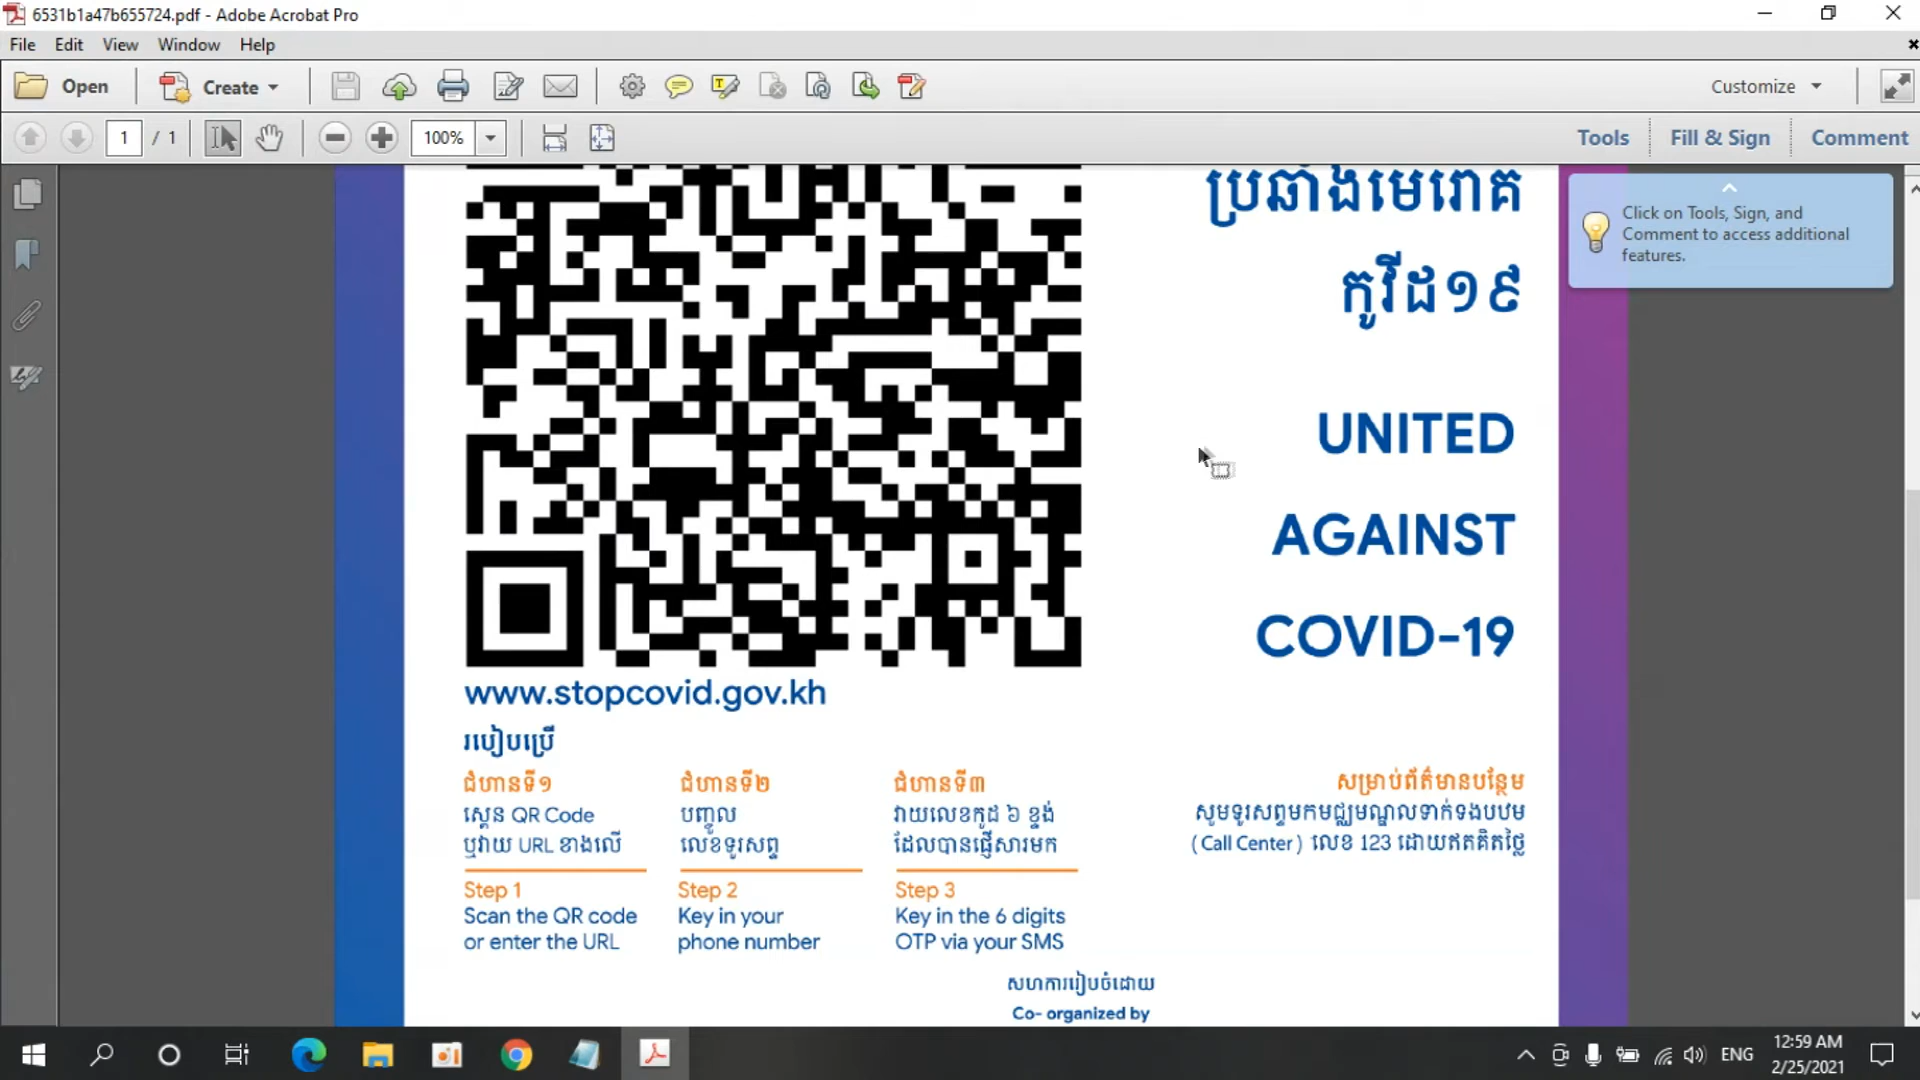 6531b1a47b655724.pdf - Adobe Acrobat Pro
File Edit View Window Help
Open Create Customize
1 / 1 100% Tools Fill & Sign Comment
Click on Tools, Sign, and
Comment to access additional
features.
ប្រឆាំងមេរោគ
កូវីដ១៩
UNITED
AGAINST
COVID-19
www.stopcovid.gov.kh
របៀបប្រើ
ជំហានទី១
ស្កេន QR Code
ឬវាយ URL ខាងលើ
Step 1
Scan the QR code
or enter the URL
ជំហានទី២
បញ្ចូល
លេខទូរសព្ទ
Step 2
Key in your
phone number
ជំហានទី៣
វាយលេខកូដ ៦ ខ្ទង់
ដែលបានផ្ញើសារមក
Step 3
Key in the 6 digits
OTP via your SMS
សម្រាប់ព័ត៌មានបន្ថែម
សូមទូរសព្ទមកមជ្ឈមណ្ឌលទាក់ទងបឋម
( Call Center ) លេខ 123 ដោយឥតគិតថ្លៃ
សហការរៀបចំដោយ
Co- organized by
ENG
12:59 AM
2/25/2021